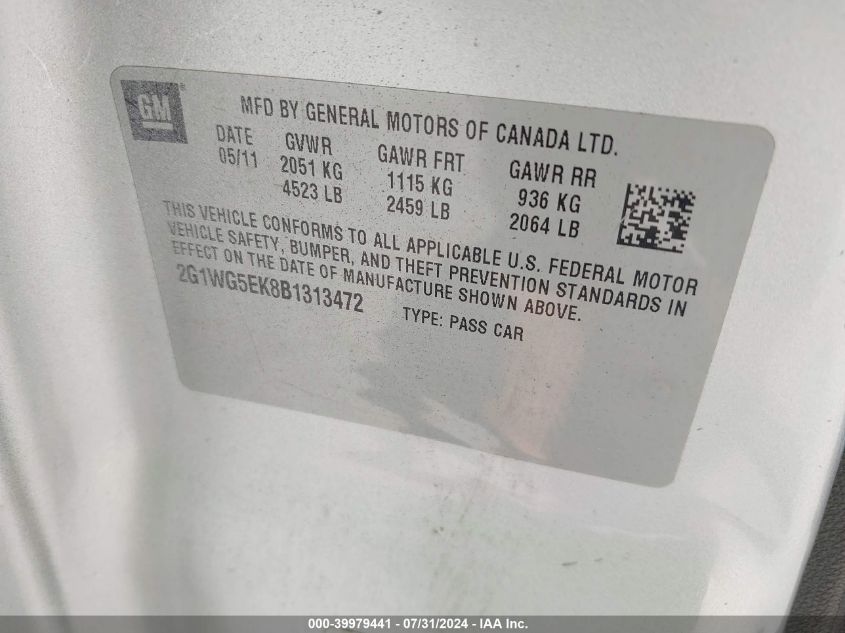 GM®
MFD BY GENERAL MOTORS OF CANADA LTD.
DATE GVWR GAWR FRT GAWR RR
05/11 2051 KG 1115 KG 936 KG
4523 LB 2459 LB 2064 LB
THIS VEHICLE CONFORMS TO ALL APPLICABLE U.S. FEDERAL MOTOR
VEHICLE SAFETY, BUMPER, AND THEFT PREVENTION STANDARDS IN
EFFECT ON THE DATE OF MANUFACTURE SHOWN ABOVE.
2G1WG5EK8B1313472 TYPE: PASS CAR
000-39979441 - 07/31/2024 - IAA Inc.